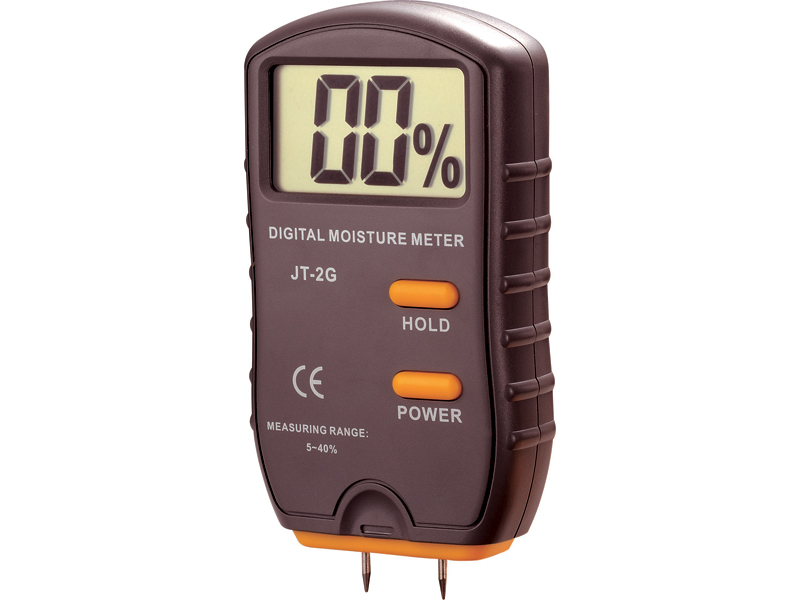 00%
DIGITAL MOISTURE METER
JT-2G
HOLD
CE
POWER
MEASURING RANGE:
5~40%